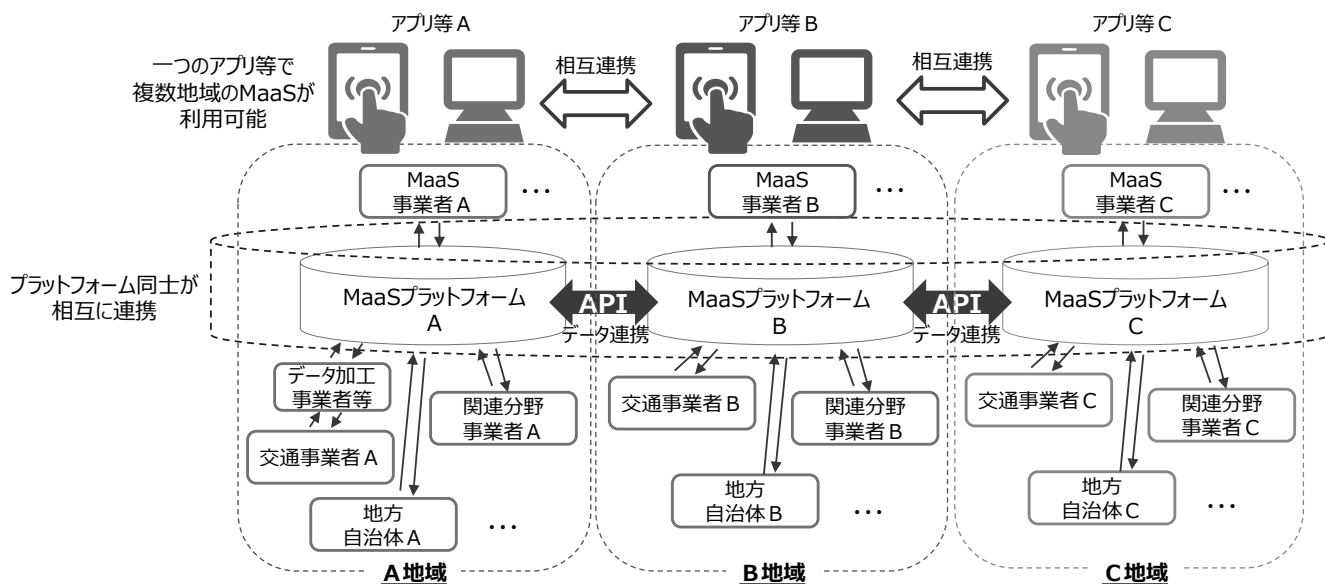 アプリ等A
アプリ等B
アプリ等C
一つのアプリ等で
複数地域のMaaSが
利用可能
相互連携
相互連携
MaaS
事業者A
…
MaaS
事業者B
…
MaaS
事業者C
…
プラットフォーム同士が
相互に連携
MaaSプラットフォーム
A
API
データ連携
MaaSプラットフォーム
B
API
データ連携
MaaSプラットフォーム
C
データ加工
事業者等
交通事業者A
関連分野
事業者A
地方
自治体A
…
交通事業者B
関連分野
事業者B
地方
自治体B
…
交通事業者C
関連分野
事業者C
地方
自治体C
…
A地域
B地域
C地域